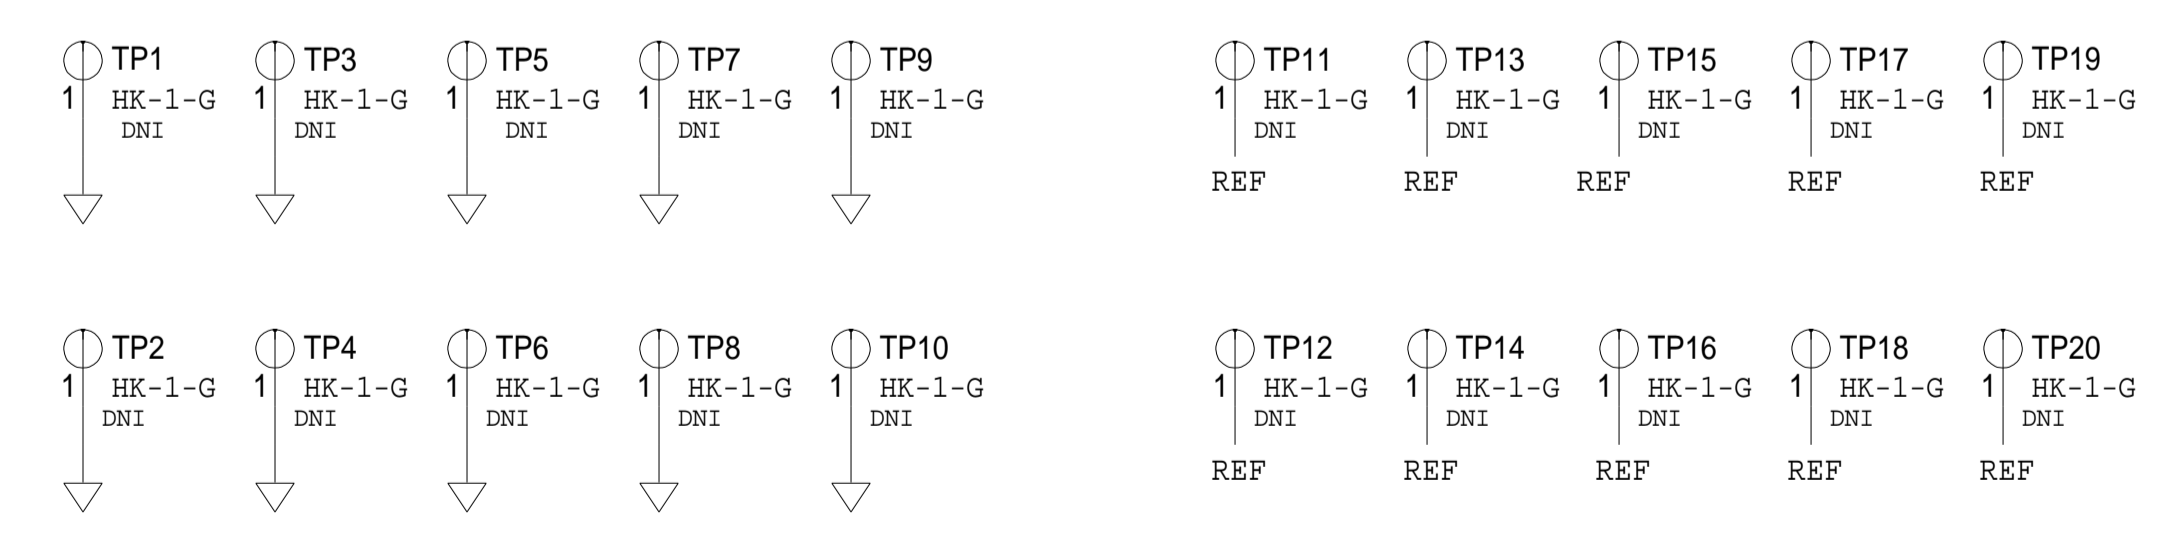 TP1 TP3 TP5 TP7 TP9 TP11 TP13 TP15 TP17 TP19
1 HK-1-G 1 HK-1-G 1 HK-1-G 1 HK-1-G 1 HK-1-G 1 HK-1-G 1 HK-1-G 1 HK-1-G 1 HK-1-G 1 HK-1-G
DNI DNI DNI DNI DNI DNI DNI DNI DNI DNI
REF REF REF REF REF
TP2 TP4 TP6 TP8 TP10 TP12 TP14 TP16 TP18 TP20
1 HK-1-G 1 HK-1-G 1 HK-1-G 1 HK-1-G 1 HK-1-G 1 HK-1-G 1 HK-1-G 1 HK-1-G 1 HK-1-G 1 HK-1-G
DNI DNI DNI DNI DNI DNI DNI DNI DNI DNI
REF REF REF REF REF